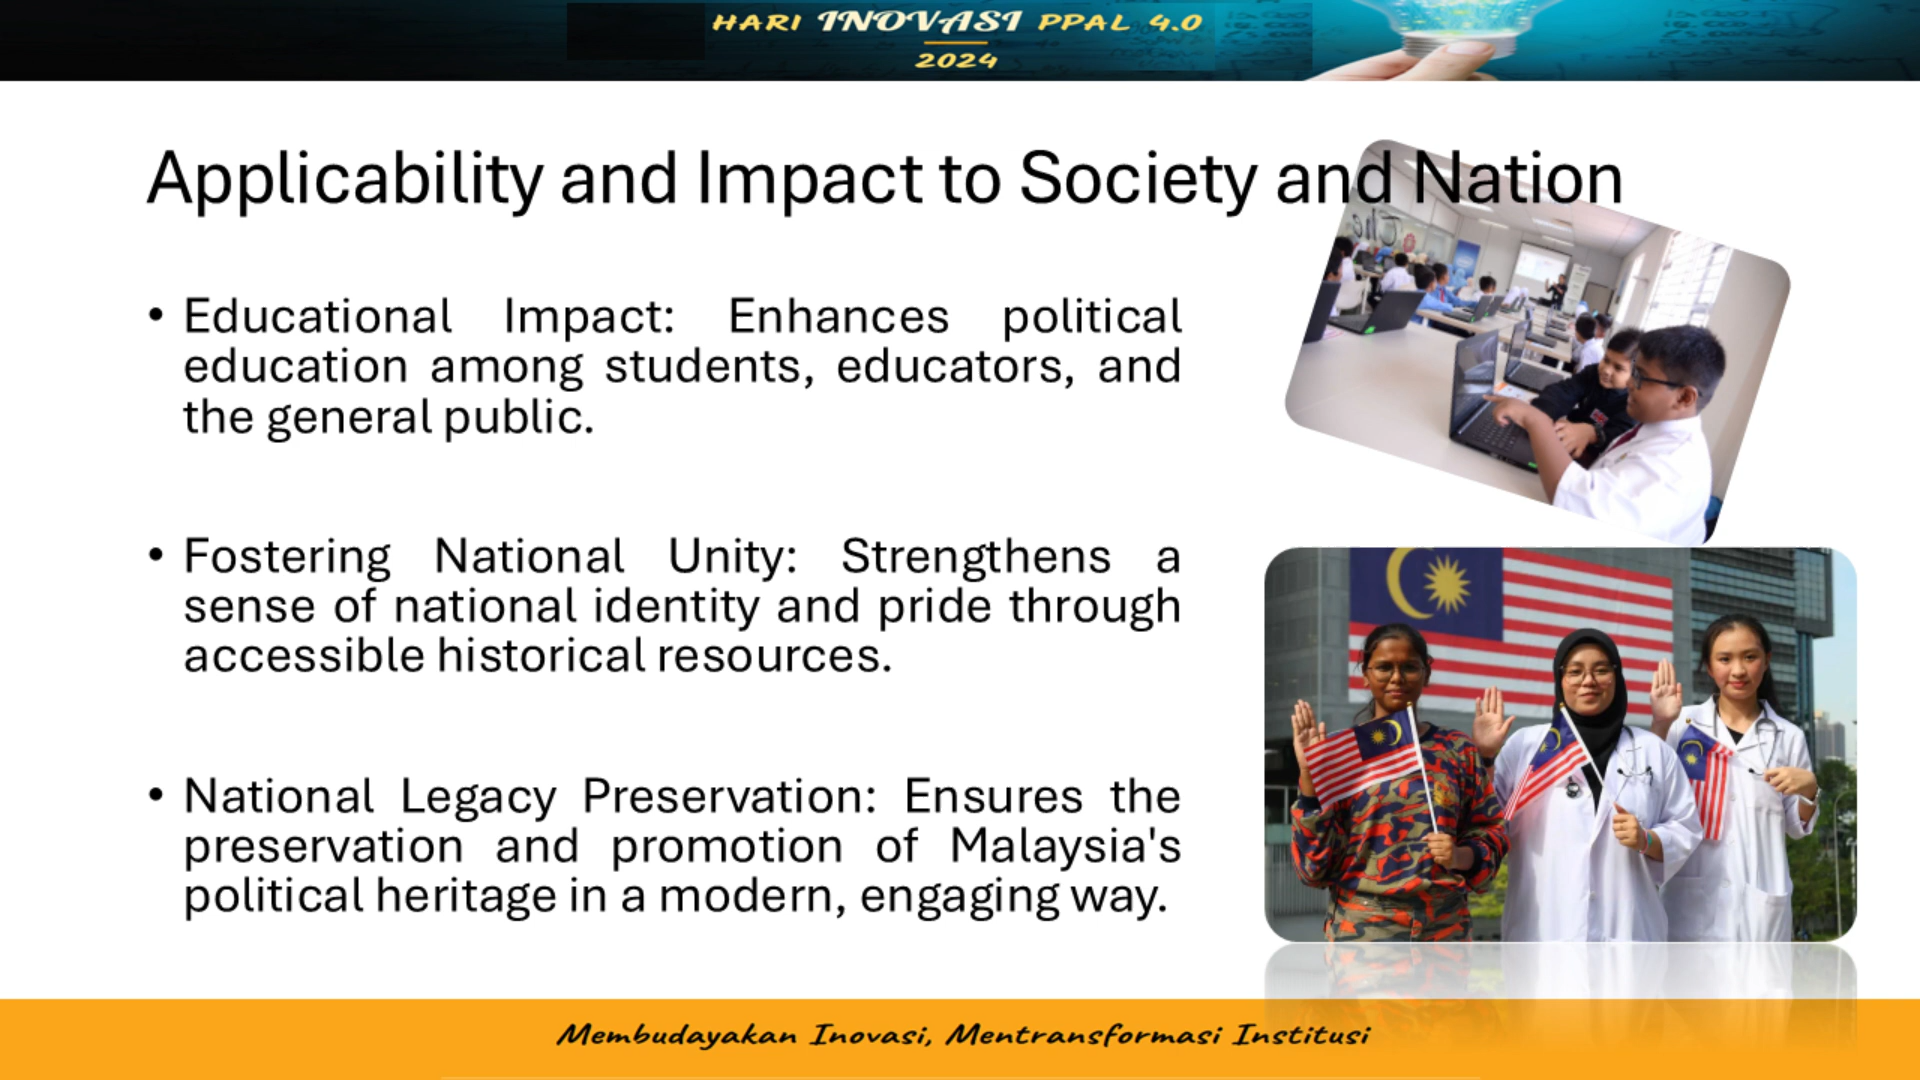 HARI INOVASI PPAL 4.0
2024
Applicability and Impact to Society and Nation
• Educational Impact: Enhances political
education among students, educators, and
the general public.
• Fostering National Unity: Strengthens a
sense of national identity and pride through
accessible historical resources.
• National Legacy Preservation: Ensures the
preservation and promotion of Malaysia's
political heritage in a modern, engaging way.
Membudayakan Inovasi, Mentransformasi Institusi